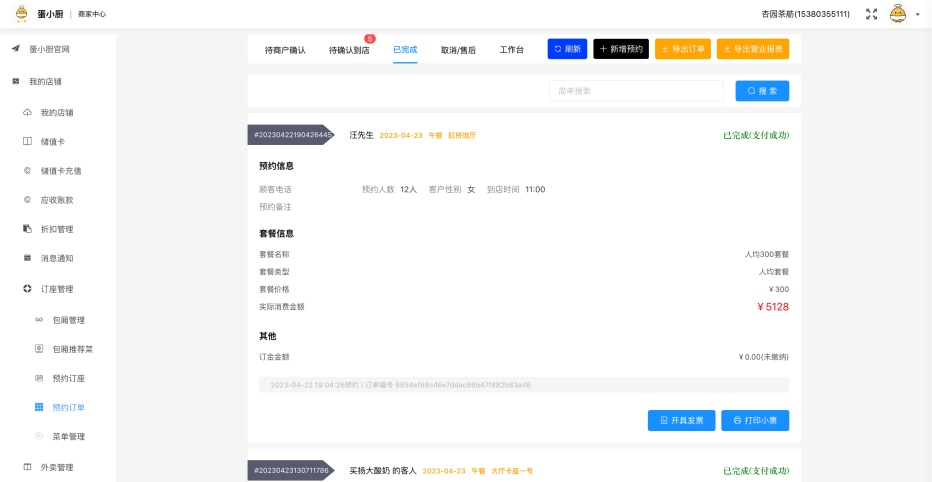 蛋小厨 | 商家中心
杏园茶舫(15380355111)
蛋小厨官网
我的店铺
我的店铺
储值卡
储值卡充值
应收账款
折扣管理
消息通知
订座管理
包厢管理
包厢推荐菜
预约订座
预约订单
菜单管理
外卖管理
待商户确认 待确认到店 5 已完成 取消/售后 工作台 刷新 新增预约 导出订单 导出营业报表
简单搜索 搜 索
#20230422190426445 汪先生 2023-04-23 午餐 虹桥饭厅 已完成(支付成功)
预约信息
顾客电话 预约人数 12人 客户性别 女 到店时间 11:00
预约备注
套餐信息
套餐名称 人均300套餐
套餐类型 人均套餐
套餐价格 ¥ 300
实际消费金额 ¥ 5128
其他
订金金额 ¥ 0.00(未缴纳)
2023-04-22 19:04:26预约 | 订单编号 8854ef68c46e7ddac86b47f882b83a46
开具发票 打印小票
#20230423130711786 买扬大酸奶 的客人 2023-04-23 午餐 大厅卡座一号 已完成(支付成功)